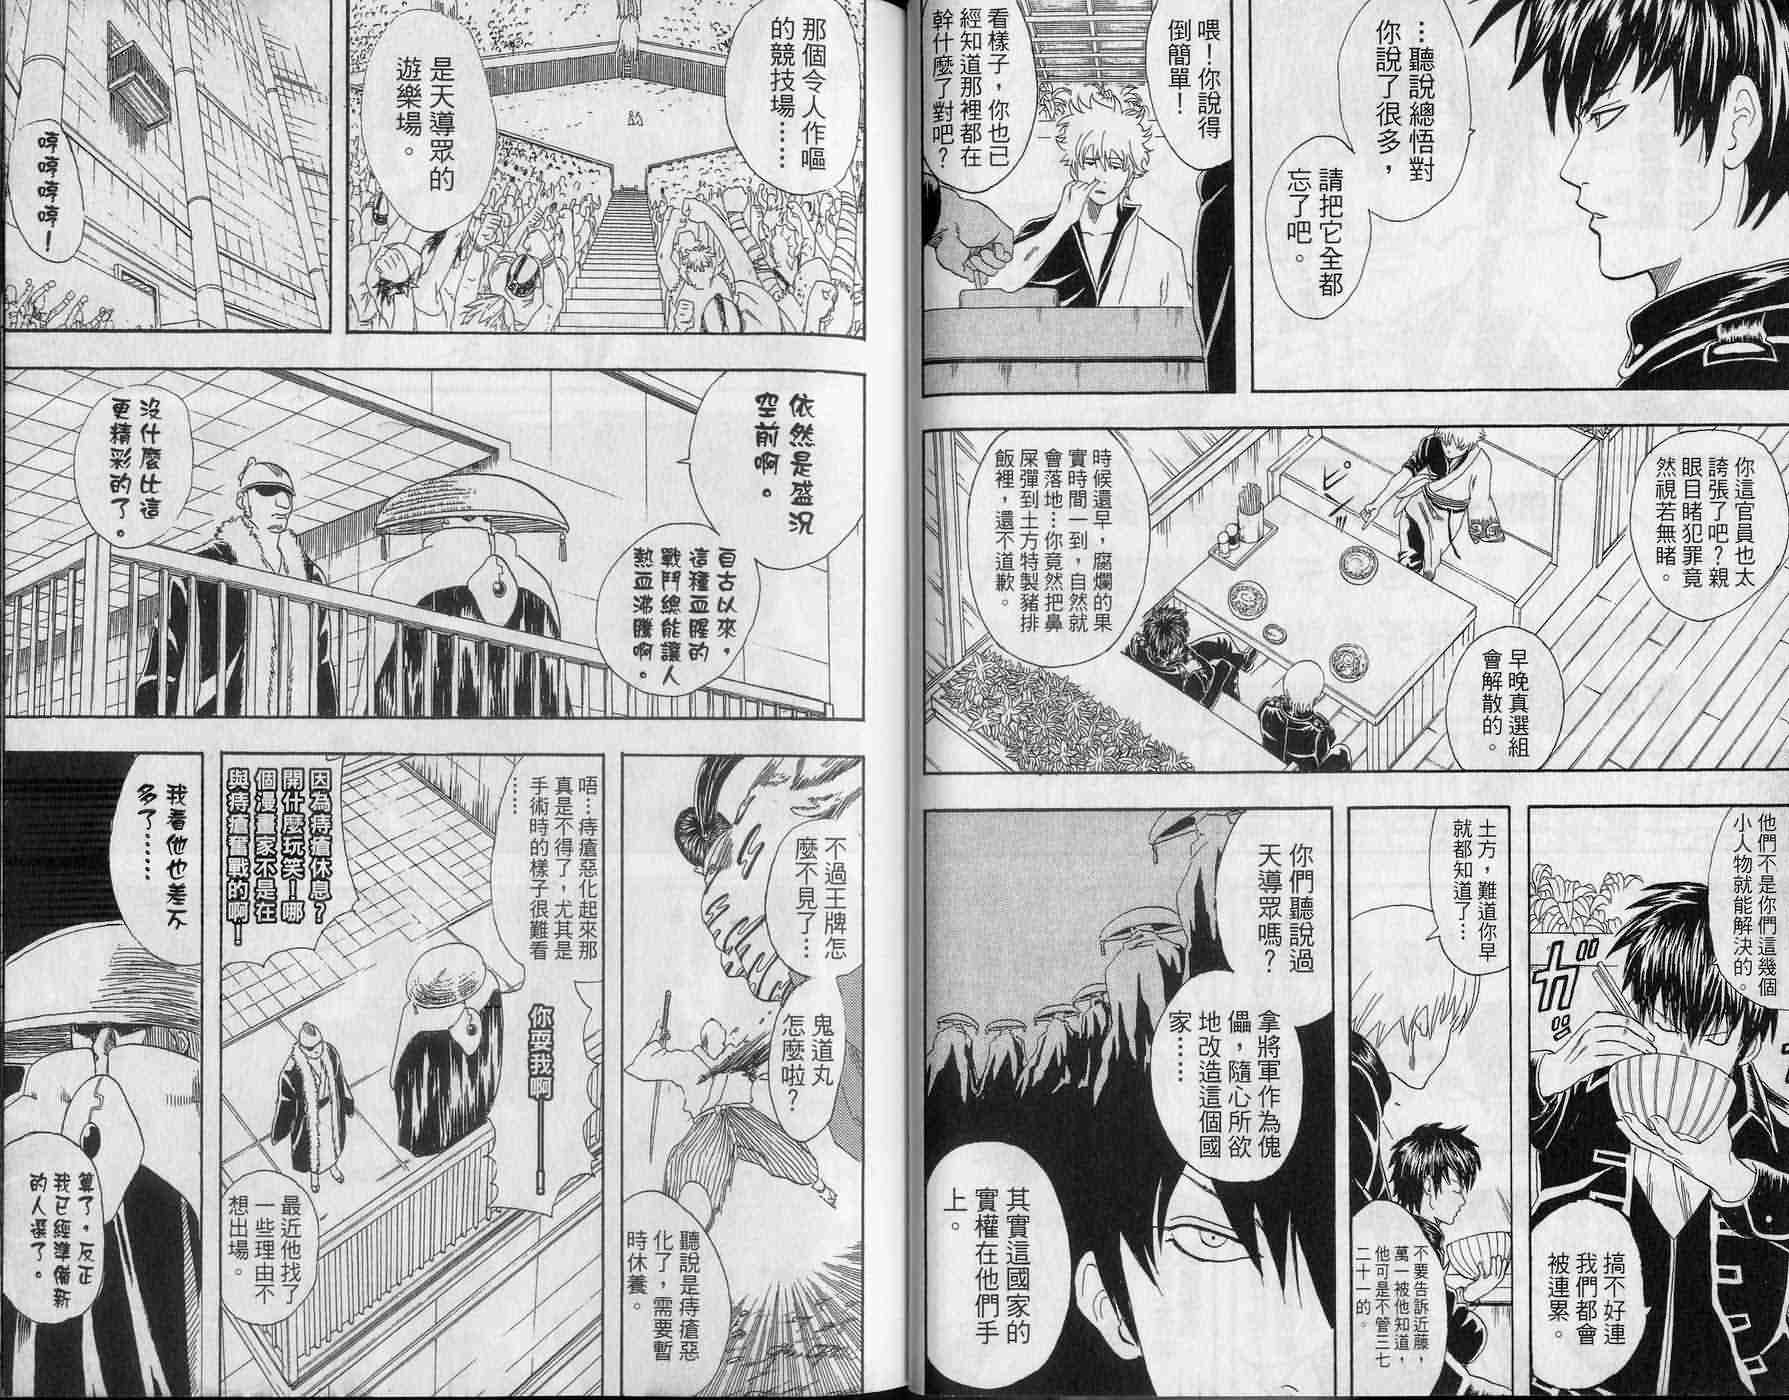 …聽說總悟對
你說了很多，
請把它全都
忘了吧。
喂！你說得
倒簡單！
看樣子，你也已
經知道那裡都在
幹什麼了對吧？
你這官員也太
誇張了吧？親
眼目睹犯罪竟
然視若無睹。
早晚真選組
會解散的。
時候還早，腐爛的果
實時間一到，自然就
會落地…你竟然把鼻
屎彈到土方特製豬排
飯裡，還不道歉。
ピ
ピン
他們不是你們這幾個
小人物就能解決的。
ガ
搞不好連
我們都會
被連累。
土方，難道你早
就都知道了…
不要告訴近藤，
萬一被他知道，
他可是不管三七
二十一的。
你們聽說過
天導眾嗎？
拿將軍作為傀
儡，隨心所欲
地改造這個國
家……
其實這國家的
實權在他們手
上。
那個令人作嘔
的競技場……
是天導眾的
遊樂場。
哼哼哼哼！
依然是盛況
空前啊。
自古以來，
這種血腥的
戰鬥總能讓人
熱血沸騰啊。
沒什麼比這
更精彩的了。
不過王牌怎
麼不見了…
鬼道丸
怎麼啦？
聽說是痔瘡惡
化了，需要暫
時休養。
唔…痔瘡惡化起來那
真是不得了，尤其是
手術時的樣子很難看
……
你耍我啊——
因為痔瘡休息？
開什麼玩笑！哪
個漫畫家不是在
與痔瘡奮戰的啊！
最近他找了
一些理由不
想出場。
我看他也差不
多了……
算了，反正
我已經準備新
的人選了。